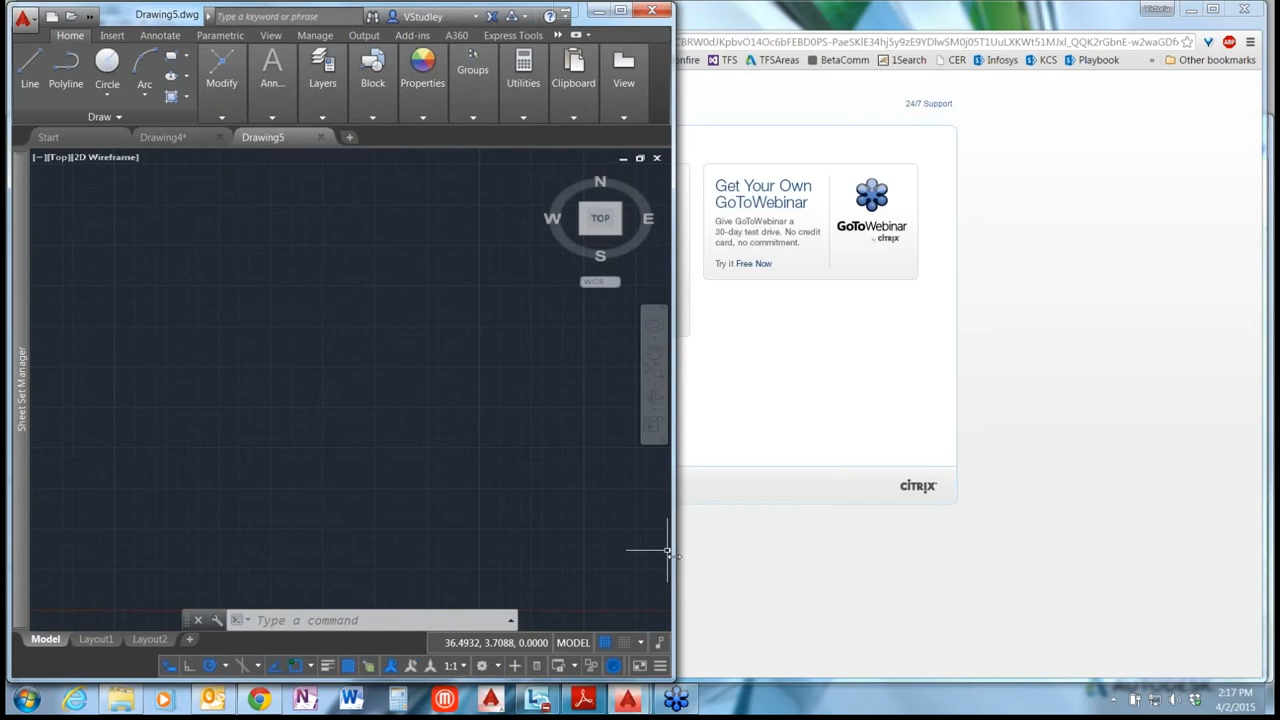 Drawing5.dwg
Type a keyword or phrase
VStudley
Victoria
Home Insert Annotate Parametric View Manage Output Add-ins A360 Express Tools
Line Polyline Circle Arc Modify Ann... Layers Block Properties Groups Utilities Clipboard View
Draw
Start Drawing4* Drawing5
[−][Top][2D Wireframe]
N
W TOP E
S
WCS
Sheet Set Manager
Type a command
Model Layout1 Layout2
36.4932, 3.7088, 0.0000 MODEL
1:1
onfire TFS TFSAreas BetaComm 1Search CER Infosys KCS Playbook » Other bookmarks
24/7 Support
Get Your Own
GoToWebinar
Give GoToWebinar a
30-day test drive. No credit
card, no commitment.
Try it Free Now
GoToWebinar
by CITRIX
CITRIX
2:17 PM
4/2/2015